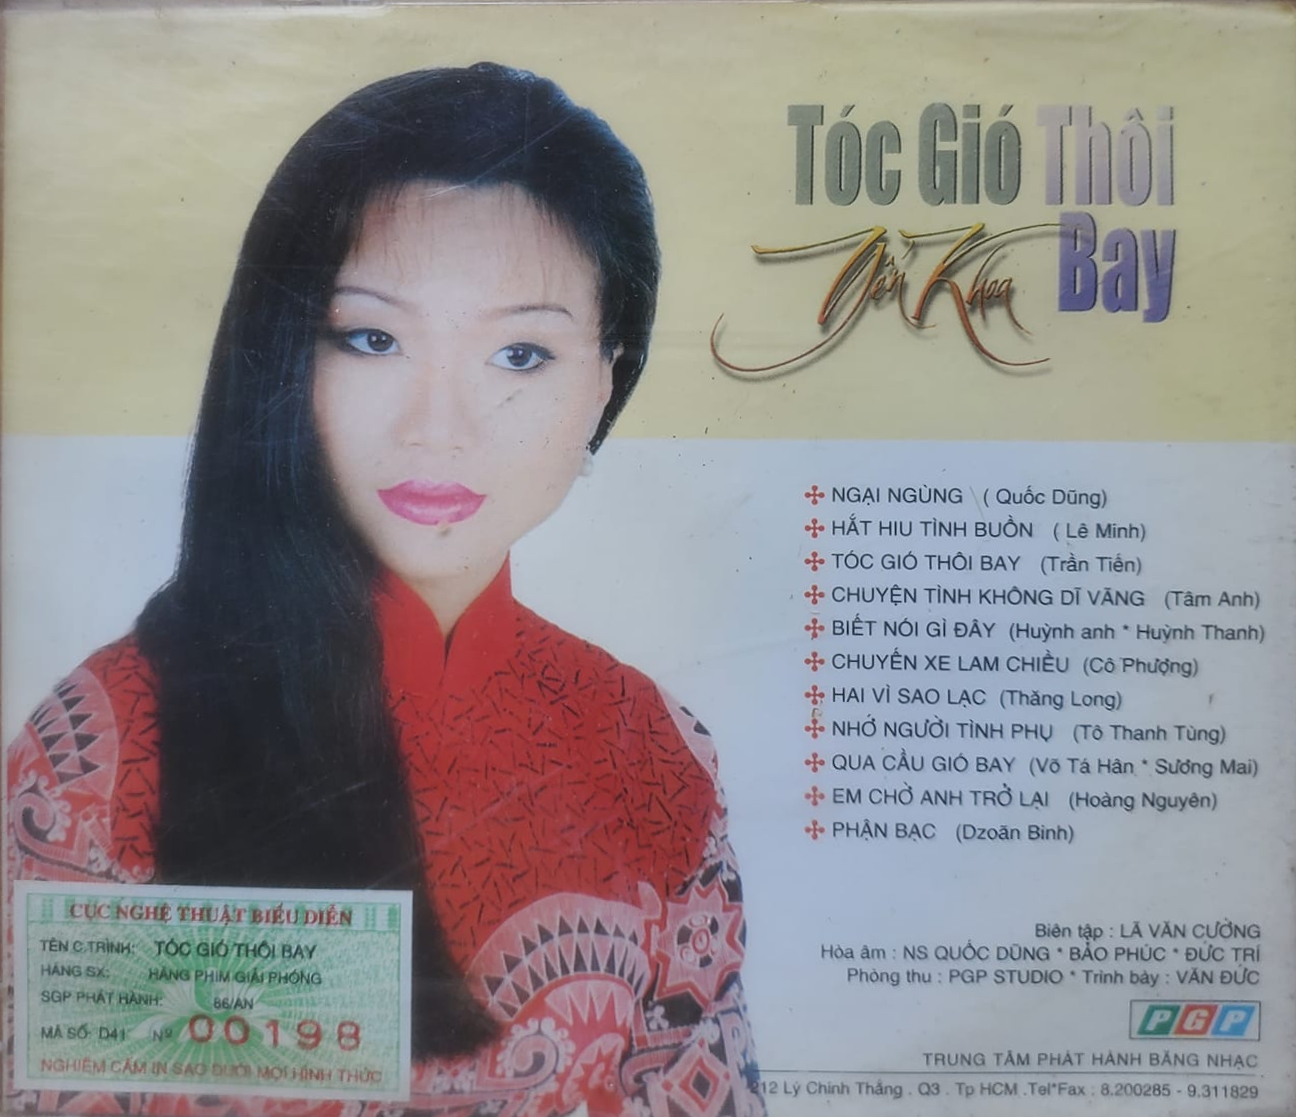 Tóc Gió Thôi
Bay
Yến Khoa
NGẠI NGÙNG ( Quốc Dũng)
HẮT HIU TÌNH BUỒN ( Lê Minh)
TÓC GIÓ THÔI BAY (Trần Tiến)
CHUYỆN TÌNH KHÔNG DĨ VÃNG (Tâm Anh)
BIẾT NÓI GÌ ĐÂY (Huỳnh anh * Huỳnh Thanh)
CHUYẾN XE LAM CHIỀU (Cô Phượng)
HAI VÌ SAO LẠC (Thăng Long)
NHỚ NGƯỜI TÌNH PHỤ (Tô Thanh Tùng)
QUA CẦU GIÓ BAY (Võ Tá Hân * Sương Mai)
EM CHỜ ANH TRỞ LẠI (Hoàng Nguyên)
PHẬN BẠC (Dzoãn Bình)
Biên tập : LÃ VĂN CƯỜNG
Hòa âm : NS QUỐC DŨNG * BẢO PHÚC * ĐỨC TRÍ
Phòng thu : PGP STUDIO * Trình bày : VĂN ĐỨC
PGP
TRUNG TÂM PHÁT HÀNH BĂNG NHẠC
212 Lý Chính Thắng . Q3 . Tp HCM .Tel*Fax : 8.200285 - 9.311829
CỤC NGHỆ THUẬT BIỂU DIỄN
TÊN C.TRÌNH: TÓC GIÓ THÔI BAY
HÃNG SX: HÃNG PHIM GIẢI PHÓNG
SGP PHÁT HÀNH: 86/AN
MÃ SỐ: D41 Nº 00198
NGHIÊM CẤM IN SAO DƯỚI MỌI HÌNH THỨC